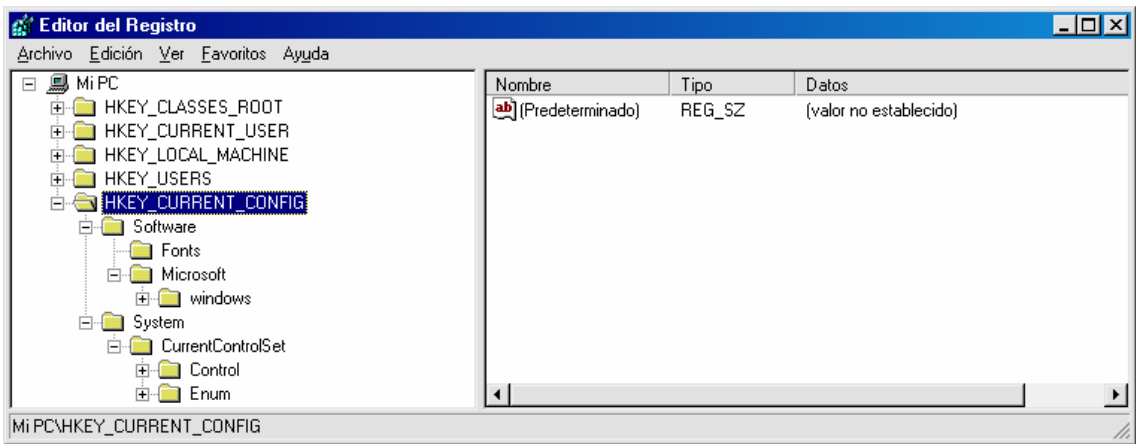 Editor del Registro
Archivo Edición Ver Favoritos Ayuda
Mi PC
HKEY_CLASSES_ROOT
HKEY_CURRENT_USER
HKEY_LOCAL_MACHINE
HKEY_USERS
HKEY_CURRENT_CONFIG
Software
Fonts
Microsoft
windows
System
CurrentControlSet
Control
Enum
Nombre Tipo Datos
ab (Predeterminado) REG_SZ (valor no establecido)
Mi PC\HKEY_CURRENT_CONFIG